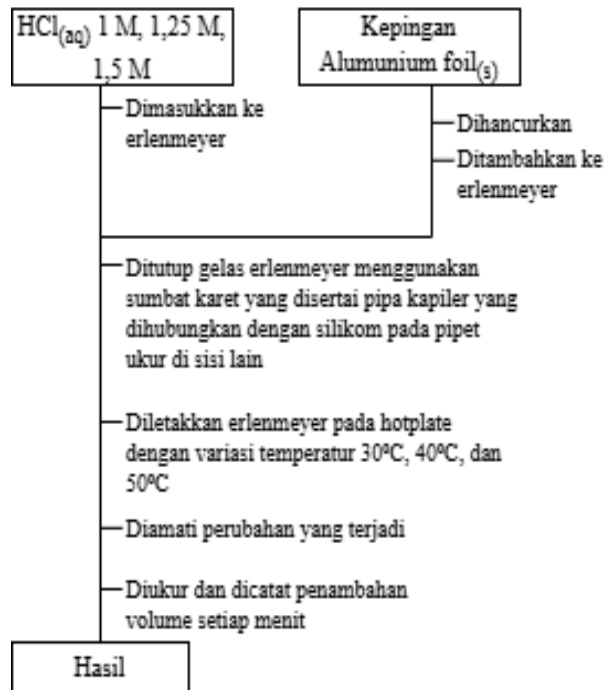 HCl(aq) 1 M, 1,25 M,
1,5 M
Kepingan
Alumunium foil(s)
Dimasukkan ke
erlenmeyer
Dihancurkan
Ditambahkan ke
erlenmeyer
Ditutup gelas erlenmeyer menggunakan
sumbat karet yang disertai pipa kapiler yang
dihubungkan dengan silikom pada pipet
ukur di sisi lain
Diletakkan erlenmeyer pada hotplate
dengan variasi temperatur 30ºC, 40ºC, dan
50ºC
Diamati perubahan yang terjadi
Diukur dan dicatat penambahan
volume setiap menit
Hasil